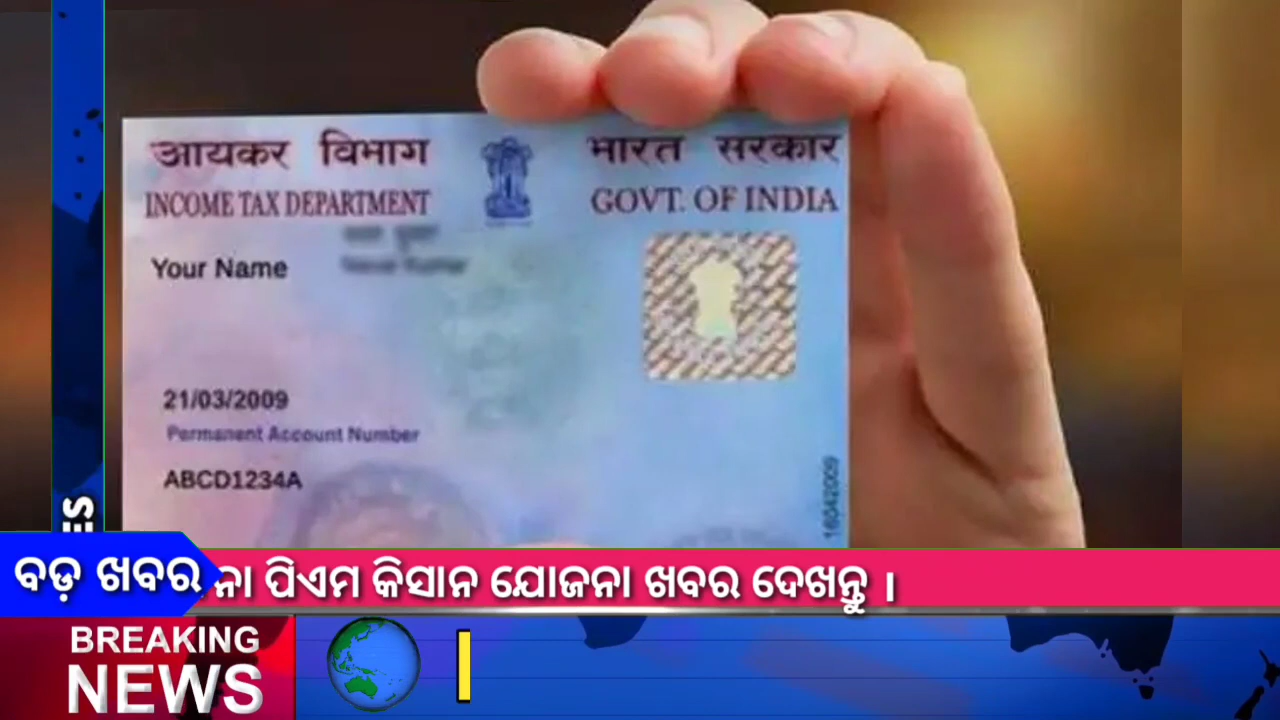 आयकर विभाग भारत सरकार
INCOME TAX DEPARTMENT GOVT. OF INDIA
Your Name
21/03/2009
Permanent Account Number
ABCD1234A
16042009
ବଡ଼ ଖବର
ନା ପିଏମ କିସାନ ଯୋଜନା ଖବର ଦେଖନ୍ତୁ ।
BREAKING
NEWS